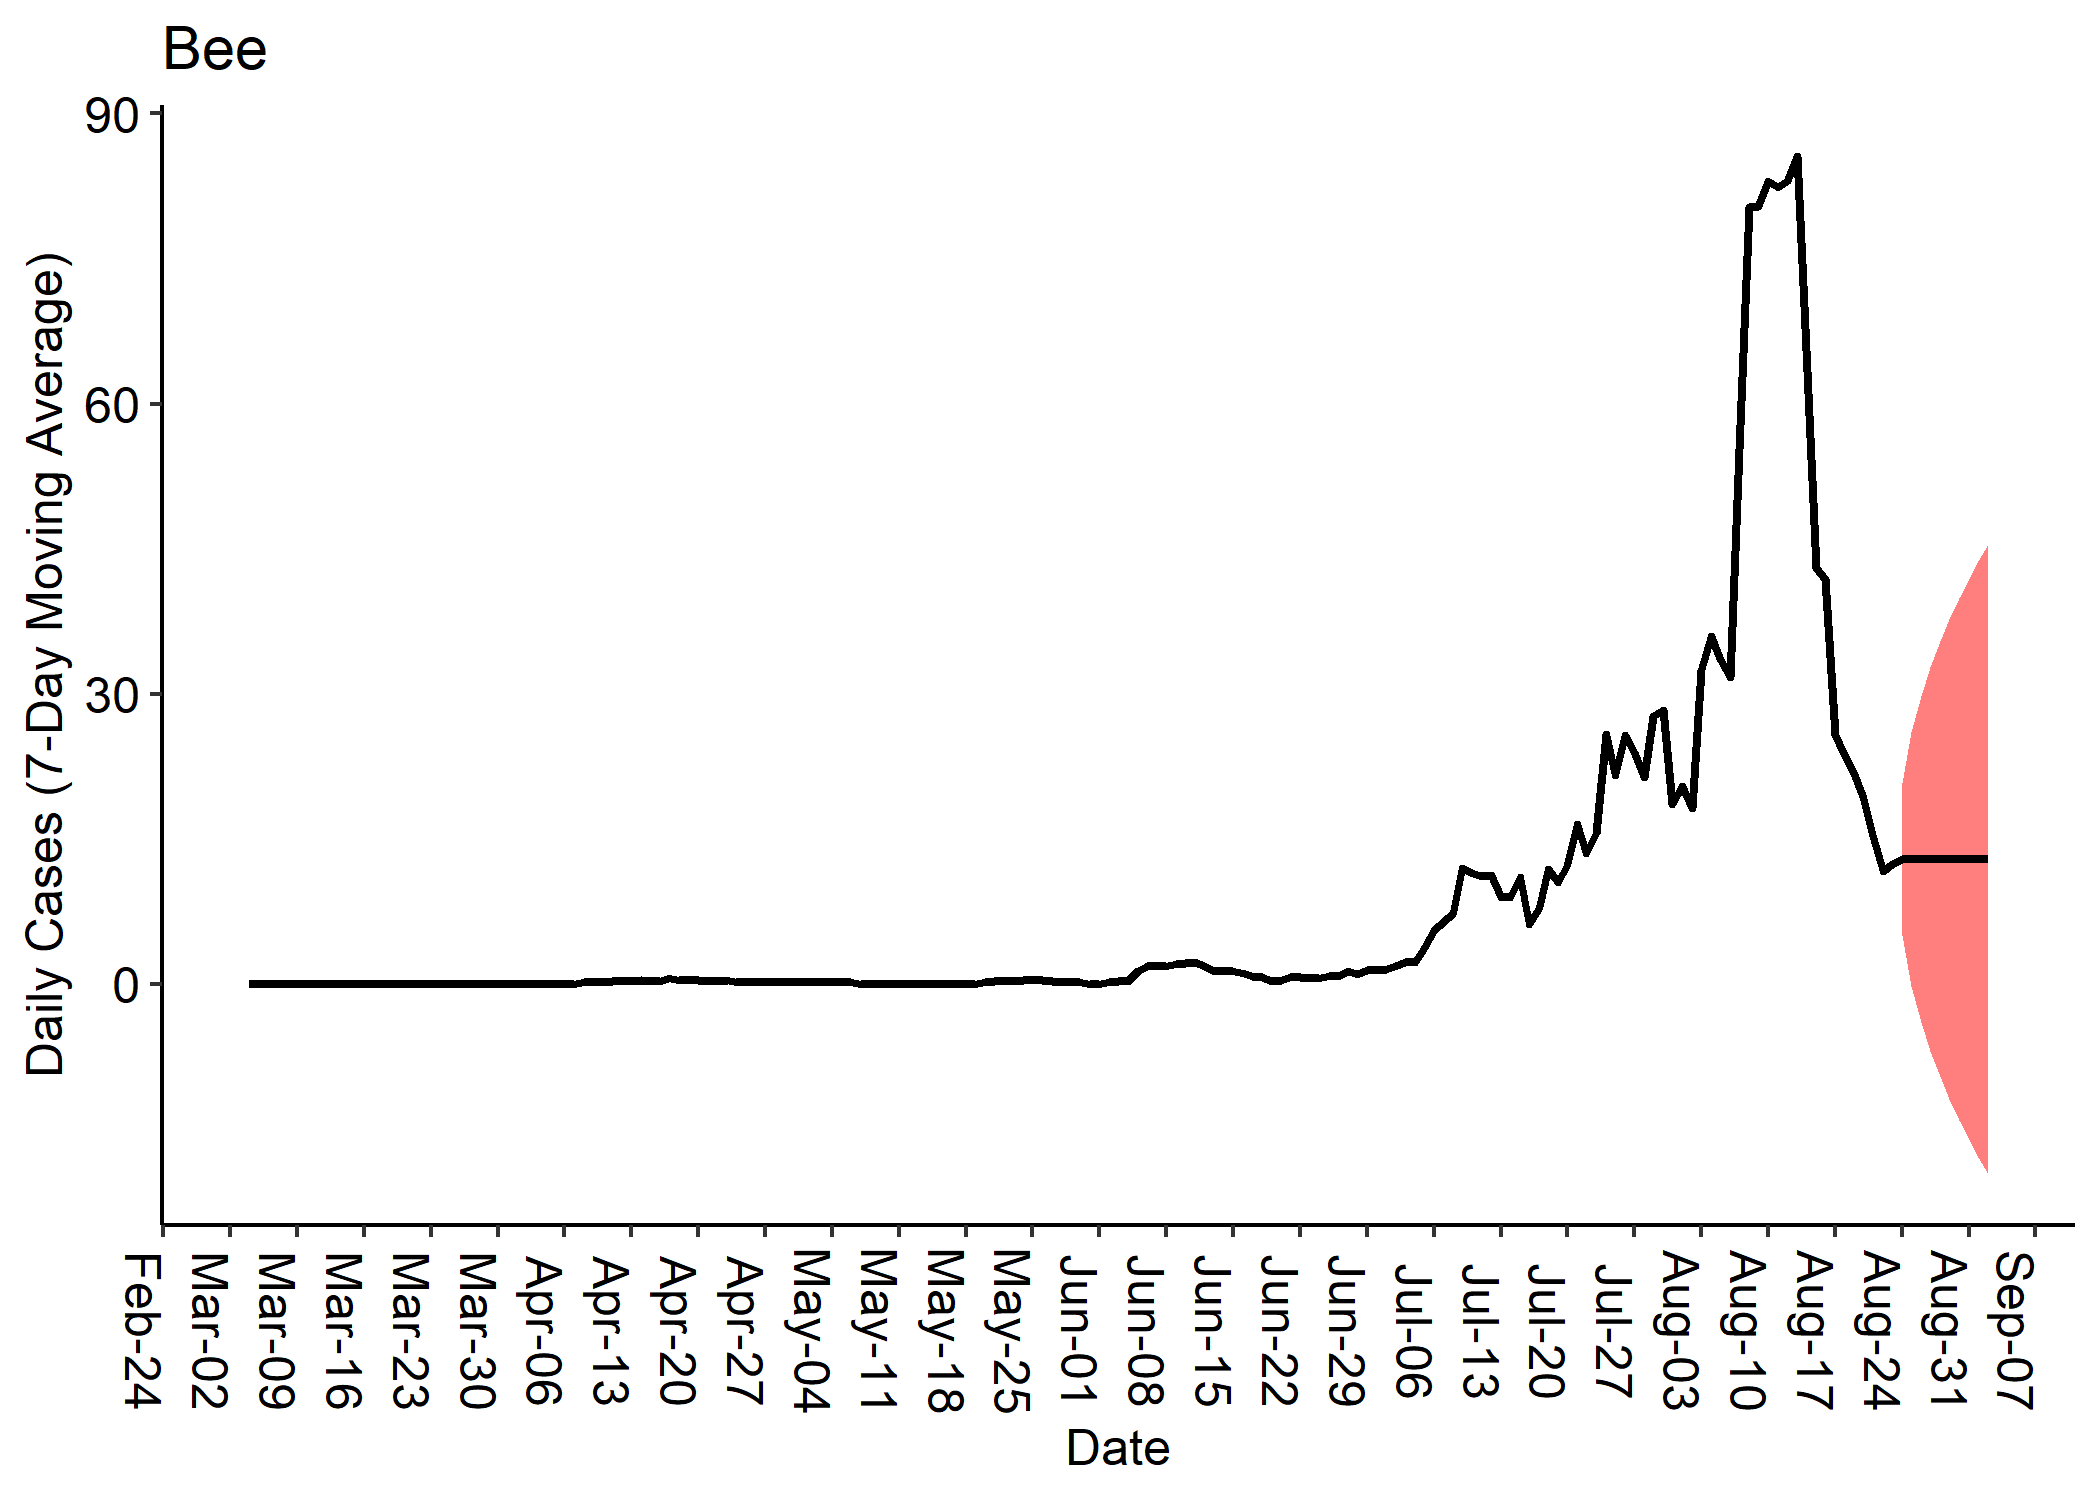 Bee
Daily Cases (7-Day Moving Average)
90
60
30
0
Feb-24
Mar-02
Mar-09
Mar-16
Mar-23
Mar-30
Apr-06
Apr-13
Apr-20
Apr-27
May-04
May-11
May-18
May-25
Jun-01
Jun-08
Jun-15
Jun-22
Jun-29
Jul-06
Jul-13
Jul-20
Jul-27
Aug-03
Aug-10
Aug-17
Aug-24
Aug-31
Sep-07
Date